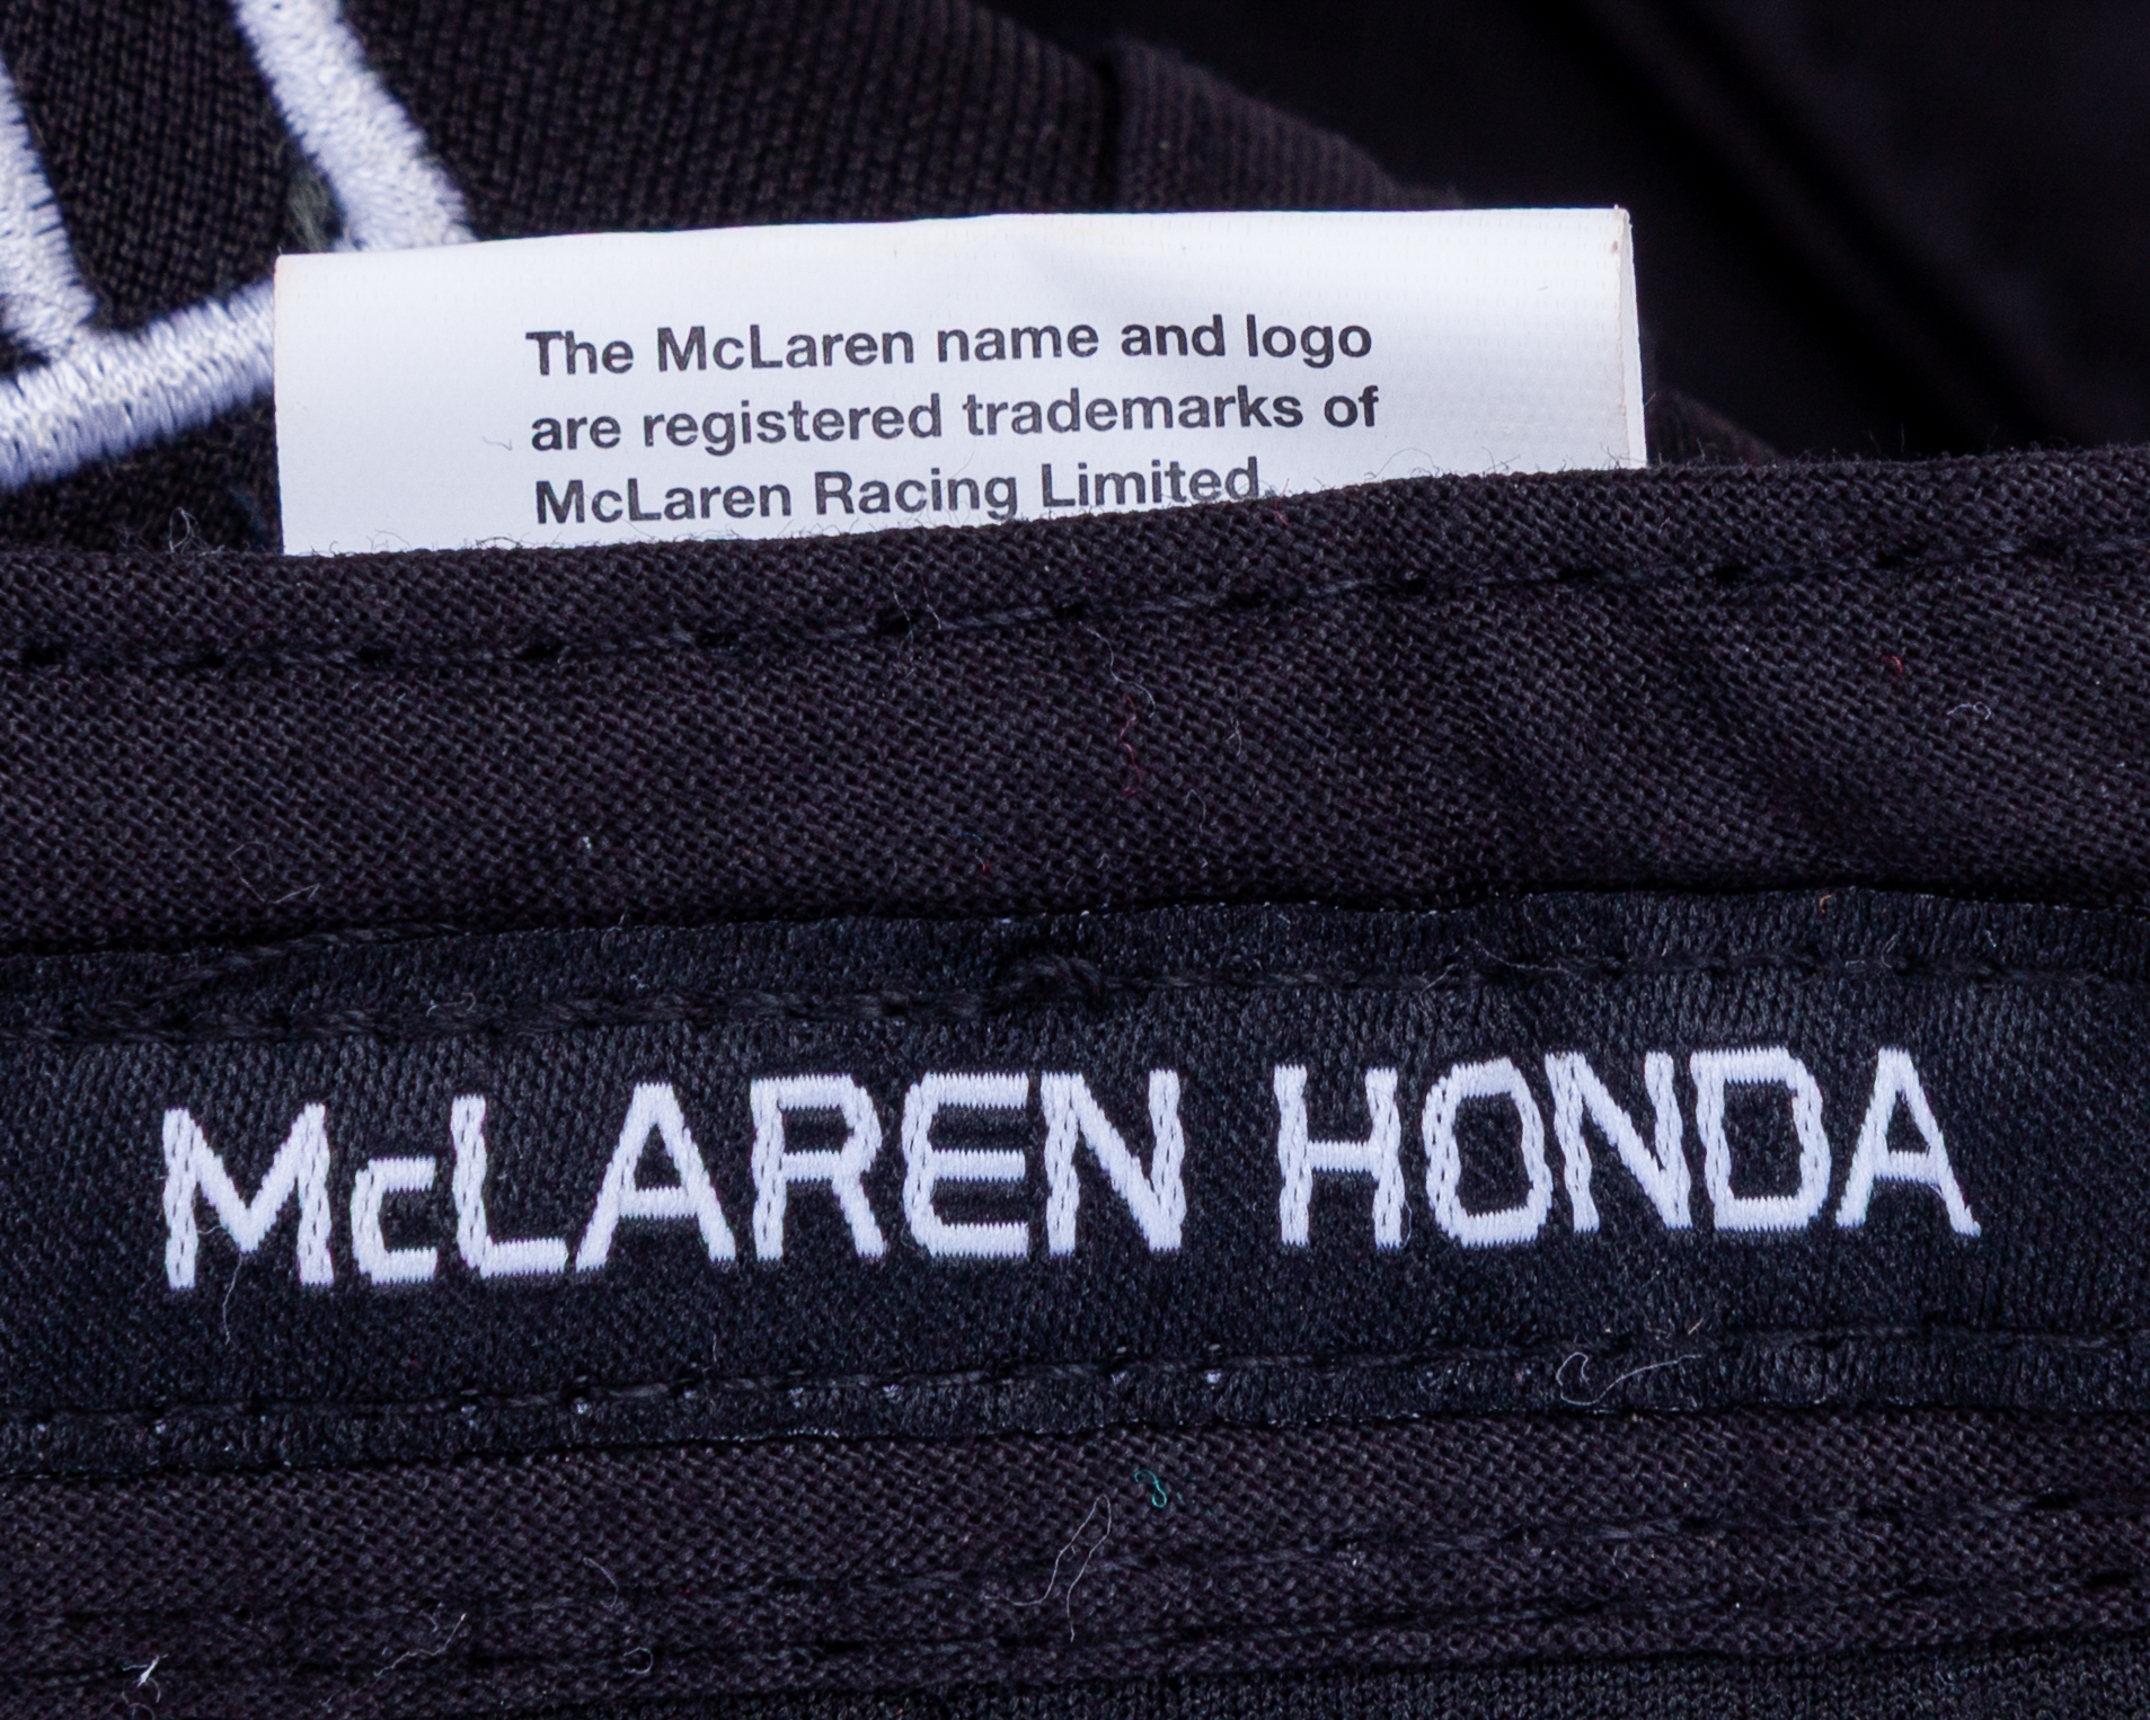 The McLaren name and logo
are registered trademarks of
McLaren Racing Limited.
McLAREN HONDA